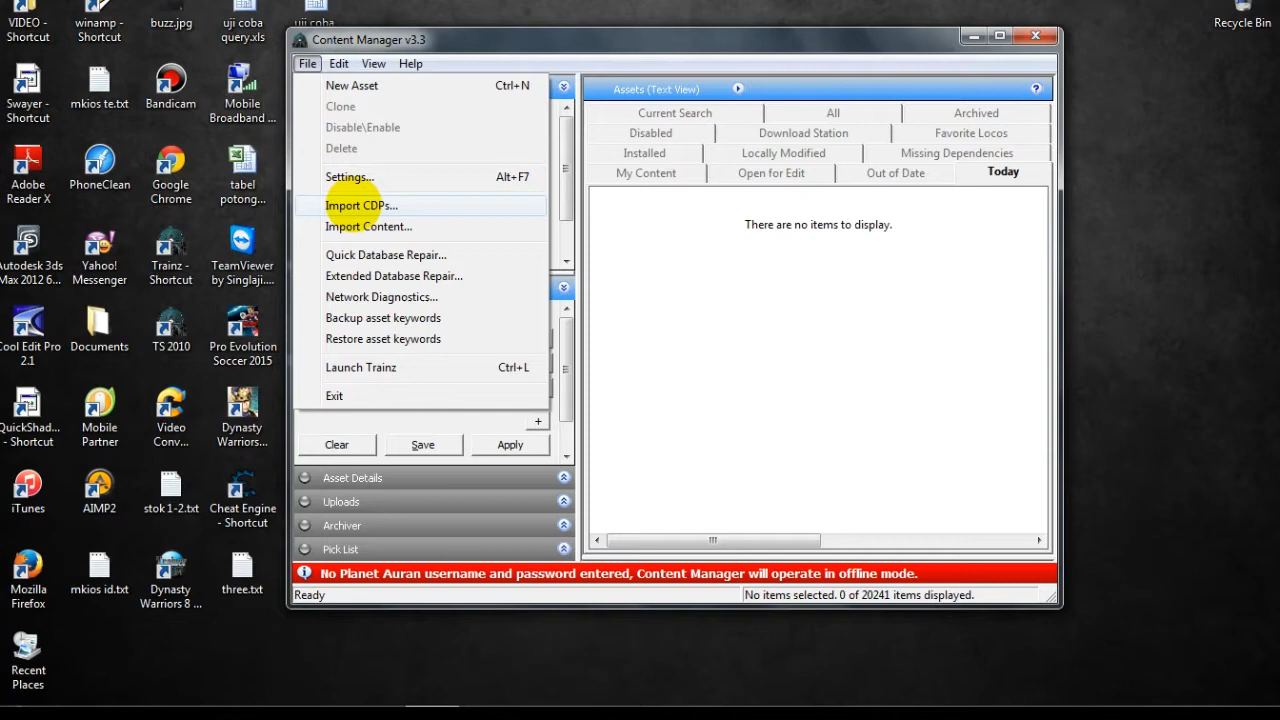 VIDEO -
Shortcut
winamp -
Shortcut
buzz.jpg
uji coba
query.xls
uji coba
Recycle Bin
Swayer -
Shortcut
mkios te.txt
Bandicam
Mobile
Broadband ...
Adobe
Reader X
PhoneClean
Google
Chrome
tabel
potong...
Autodesk 3ds
Max 2012 6...
Yahoo!
Messenger
Trainz -
Shortcut
TeamViewer
by Singlaji....
Cool Edit Pro
2.1
Documents
TS 2010
Pro Evolution
Soccer 2015
QuickShad...
- Shortcut
Mobile
Partner
Video
Conv...
Dynasty
Warriors...
iTunes
AIMP2
stok 1-2.txt
Cheat Engine
- Shortcut
Mozilla
Firefox
mkios id.txt
Dynasty
Warriors 8 ...
three.txt
Recent
Places
Content Manager v3.3
File Edit View Help
New Asset Ctrl+N
Clone
Disable\Enable
Delete
Settings... Alt+F7
Import CDPs...
Import Content...
Quick Database Repair...
Extended Database Repair...
Network Diagnostics...
Backup asset keywords
Restore asset keywords
Launch Trainz Ctrl+L
Exit
+
Clear Save Apply
Asset Details
Uploads
Archiver
Pick List
Assets (Text View) ?
Current Search All Archived
Disabled Download Station Favorite Locos
Installed Locally Modified Missing Dependencies
My Content Open for Edit Out of Date Today
There are no items to display.
No Planet Auran username and password entered, Content Manager will operate in offline mode.
Ready No items selected. 0 of 20241 items displayed.